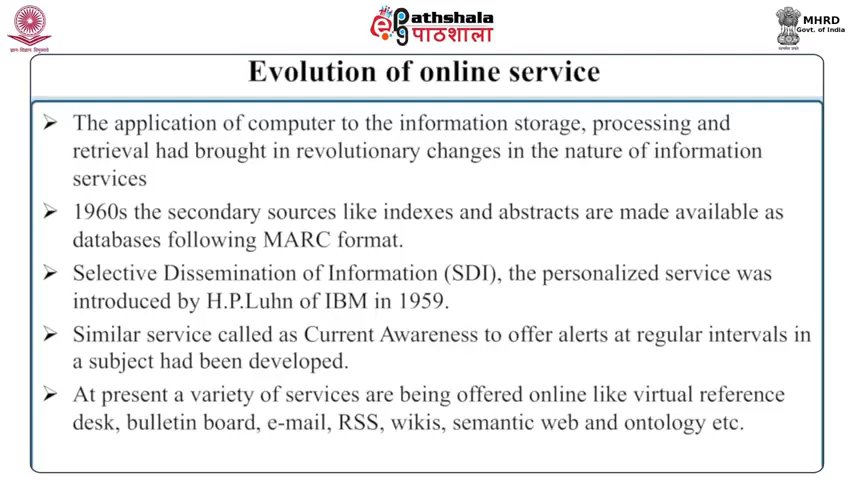 ePathshala
पाठशाला
MHRD
Govt. of India
Evolution of online service
➢ The application of computer to the information storage, processing and
retrieval had brought in revolutionary changes in the nature of information
services
➢ 1960s the secondary sources like indexes and abstracts are made available as
databases following MARC format.
➢ Selective Dissemination of Information (SDI), the personalized service was
introduced by H.P.Luhn of IBM in 1959.
➢ Similar service called as Current Awareness to offer alerts at regular intervals in
a subject had been developed.
➢ At present a variety of services are being offered online like virtual reference
desk, bulletin board, e-mail, RSS, wikis, semantic web and ontology etc.